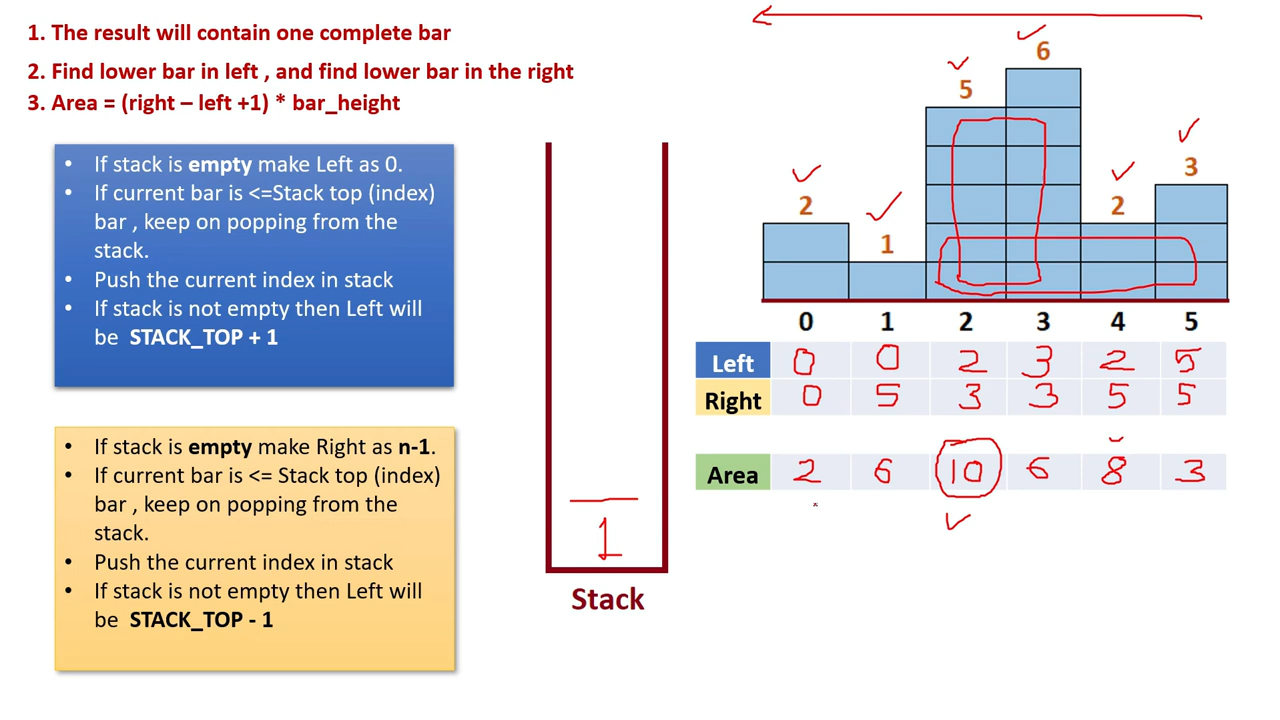 1. The result will contain one complete bar
2. Find lower bar in left , and find lower bar in the right
3. Area = (right – left +1) * bar_height
• If stack is empty make Left as 0.
• If current bar is <=Stack top (index)
bar , keep on popping from the
stack.
• Push the current index in stack
• If stack is not empty then Left will
be STACK_TOP + 1
• If stack is empty make Right as n-1.
• If current bar is <= Stack top (index)
bar , keep on popping from the
stack.
• Push the current index in stack
• If stack is not empty then Left will
be STACK_TOP - 1
1
Stack
2 1 5 6 2 3
0 1 2 3 4 5
Left 0 0 2 3 2 5
Right 0 5 3 3 5 5
Area 2 6 10 6 8 3